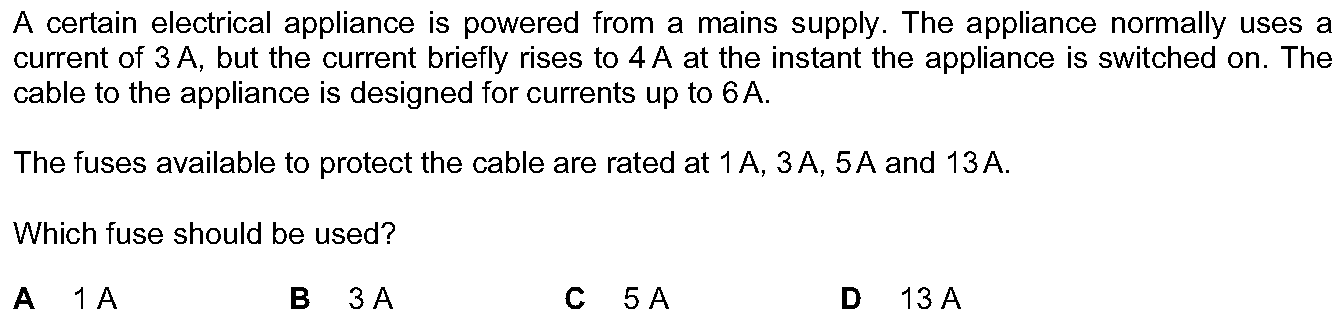 A certain electrical appliance is powered from a mains supply. The appliance normally uses a
current of 3 A, but the current briefly rises to 4 A at the instant the appliance is switched on. The
cable to the appliance is designed for currents up to 6 A.
The fuses available to protect the cable are rated at 1 A, 3 A, 5 A and 13 A.
Which fuse should be used?
A 1 A B 3 A C 5 A D 13 A